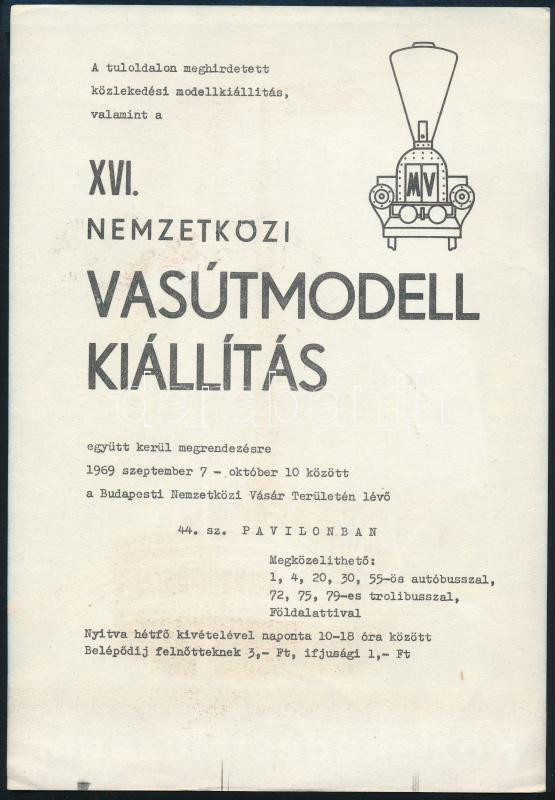 A tuloldalon meghirdetett
közlekedési modellkiállitás,
valamint a
MV
XVI.
NEMZETKÖZI
VASÚTMODELL
KIÁLLÍTÁS
darabanth
együtt kerül megrendezésre
1969 szeptember 7 - október 10 között
a Budapesti Nemzetközi Vásár Területén lévő
44. sz. PAVILONBAN
Megközelithető:
1, 4, 20, 30, 55-ös autóbusszal,
72, 75, 79-es trolibusszal,
Földalattival
Nyitva hétfő kivételével naponta 10-18 óra között
Belépődij felnőtteknek 3,- Ft, ifjusági 1,- Ft